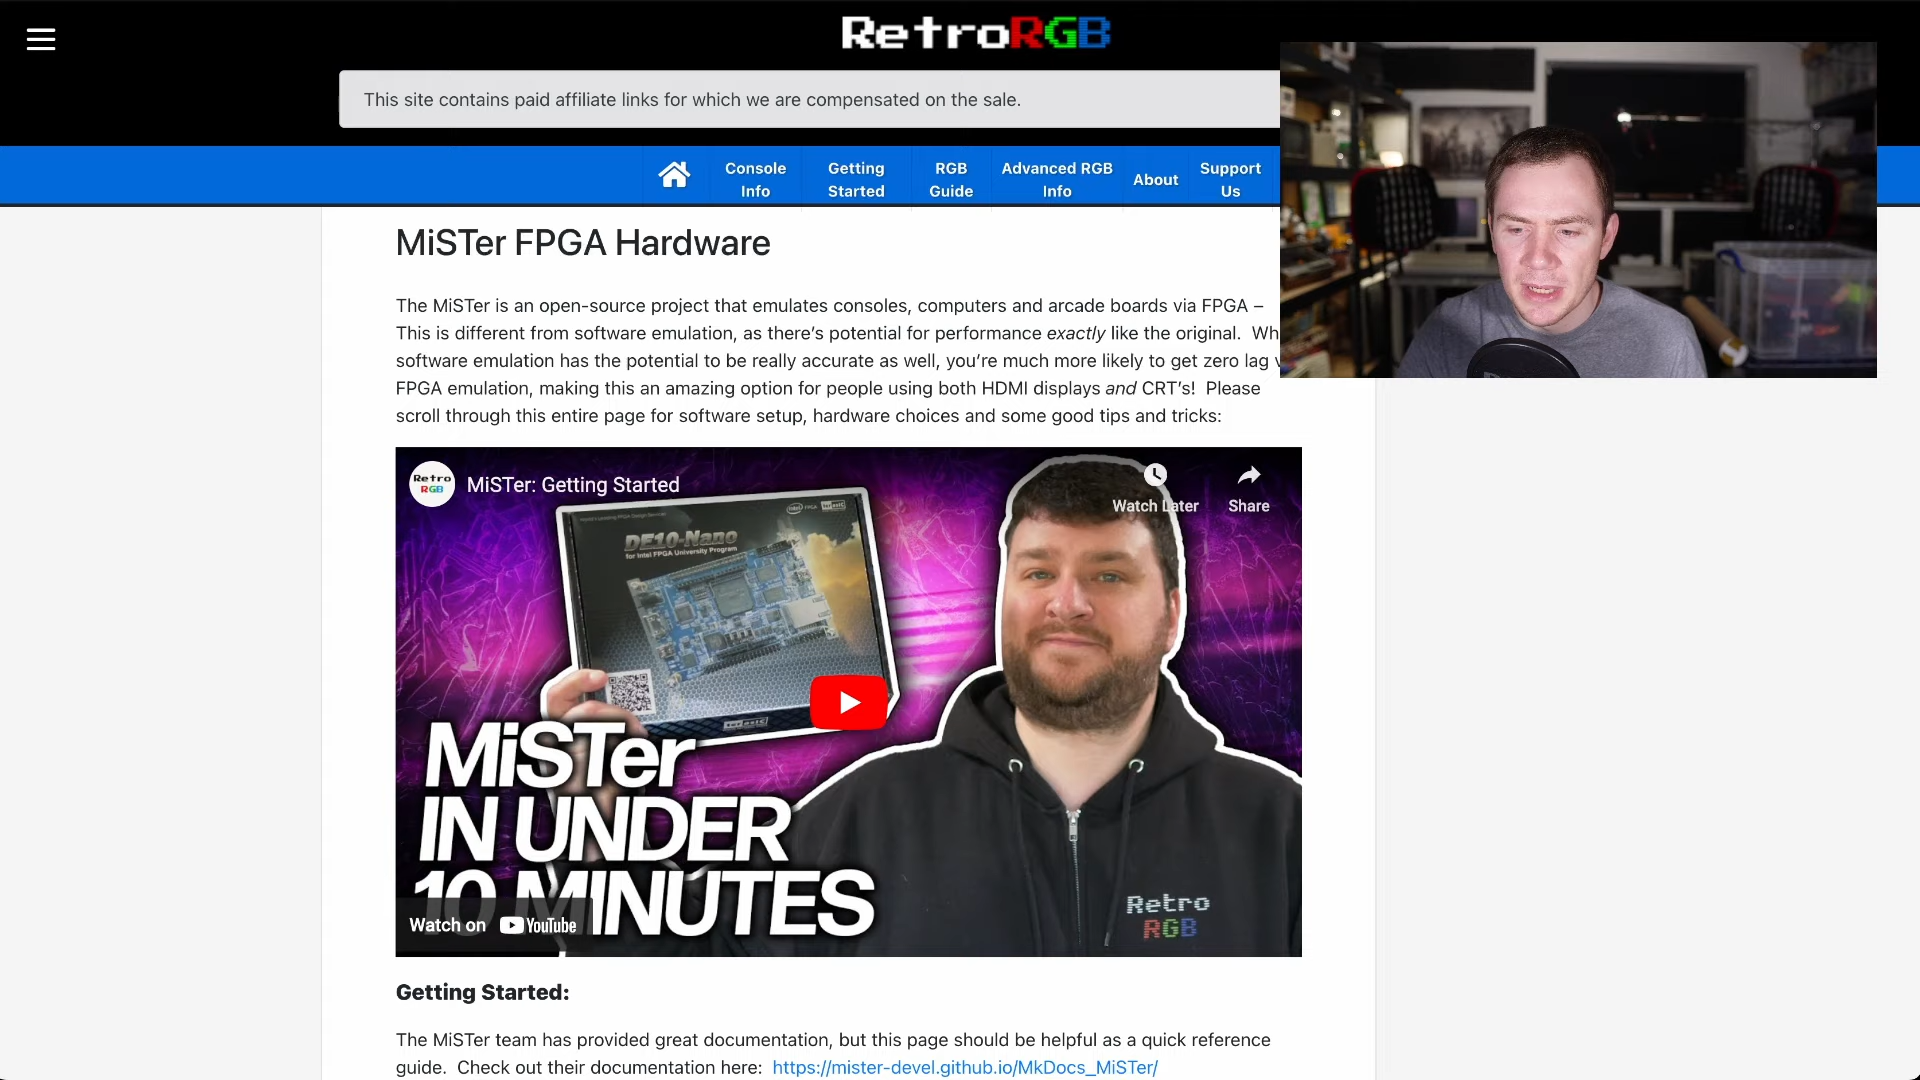 RetroRGB
This site contains paid affiliate links for which we are compensated on the sale.
Console Info
Getting Started
RGB Guide
Advanced RGB Info
About
Support Us
MiSTer FPGA Hardware
The MiSTer is an open-source project that emulates consoles, computers and arcade boards via FPGA –
This is different from software emulation, as there’s potential for performance exactly like the original. Wh
software emulation has the potential to be really accurate as well, you’re much more likely to get zero lag
FPGA emulation, making this an amazing option for people using both HDMI displays and CRT’s! Please
scroll through this entire page for software setup, hardware choices and some good tips and tricks:
Retro
RGB
MiSTer: Getting Started
Watch Later
Share
DE10-Nano
for Intel FPGA University Program
terasic
MiSTer
IN UNDER
10 MINUTES
Watch on YouTube
Retro
RGB
Getting Started:
The MiSTer team has provided great documentation, but this page should be helpful as a quick reference
guide. Check out their documentation here: https://mister-devel.github.io/MkDocs_MiSTer/